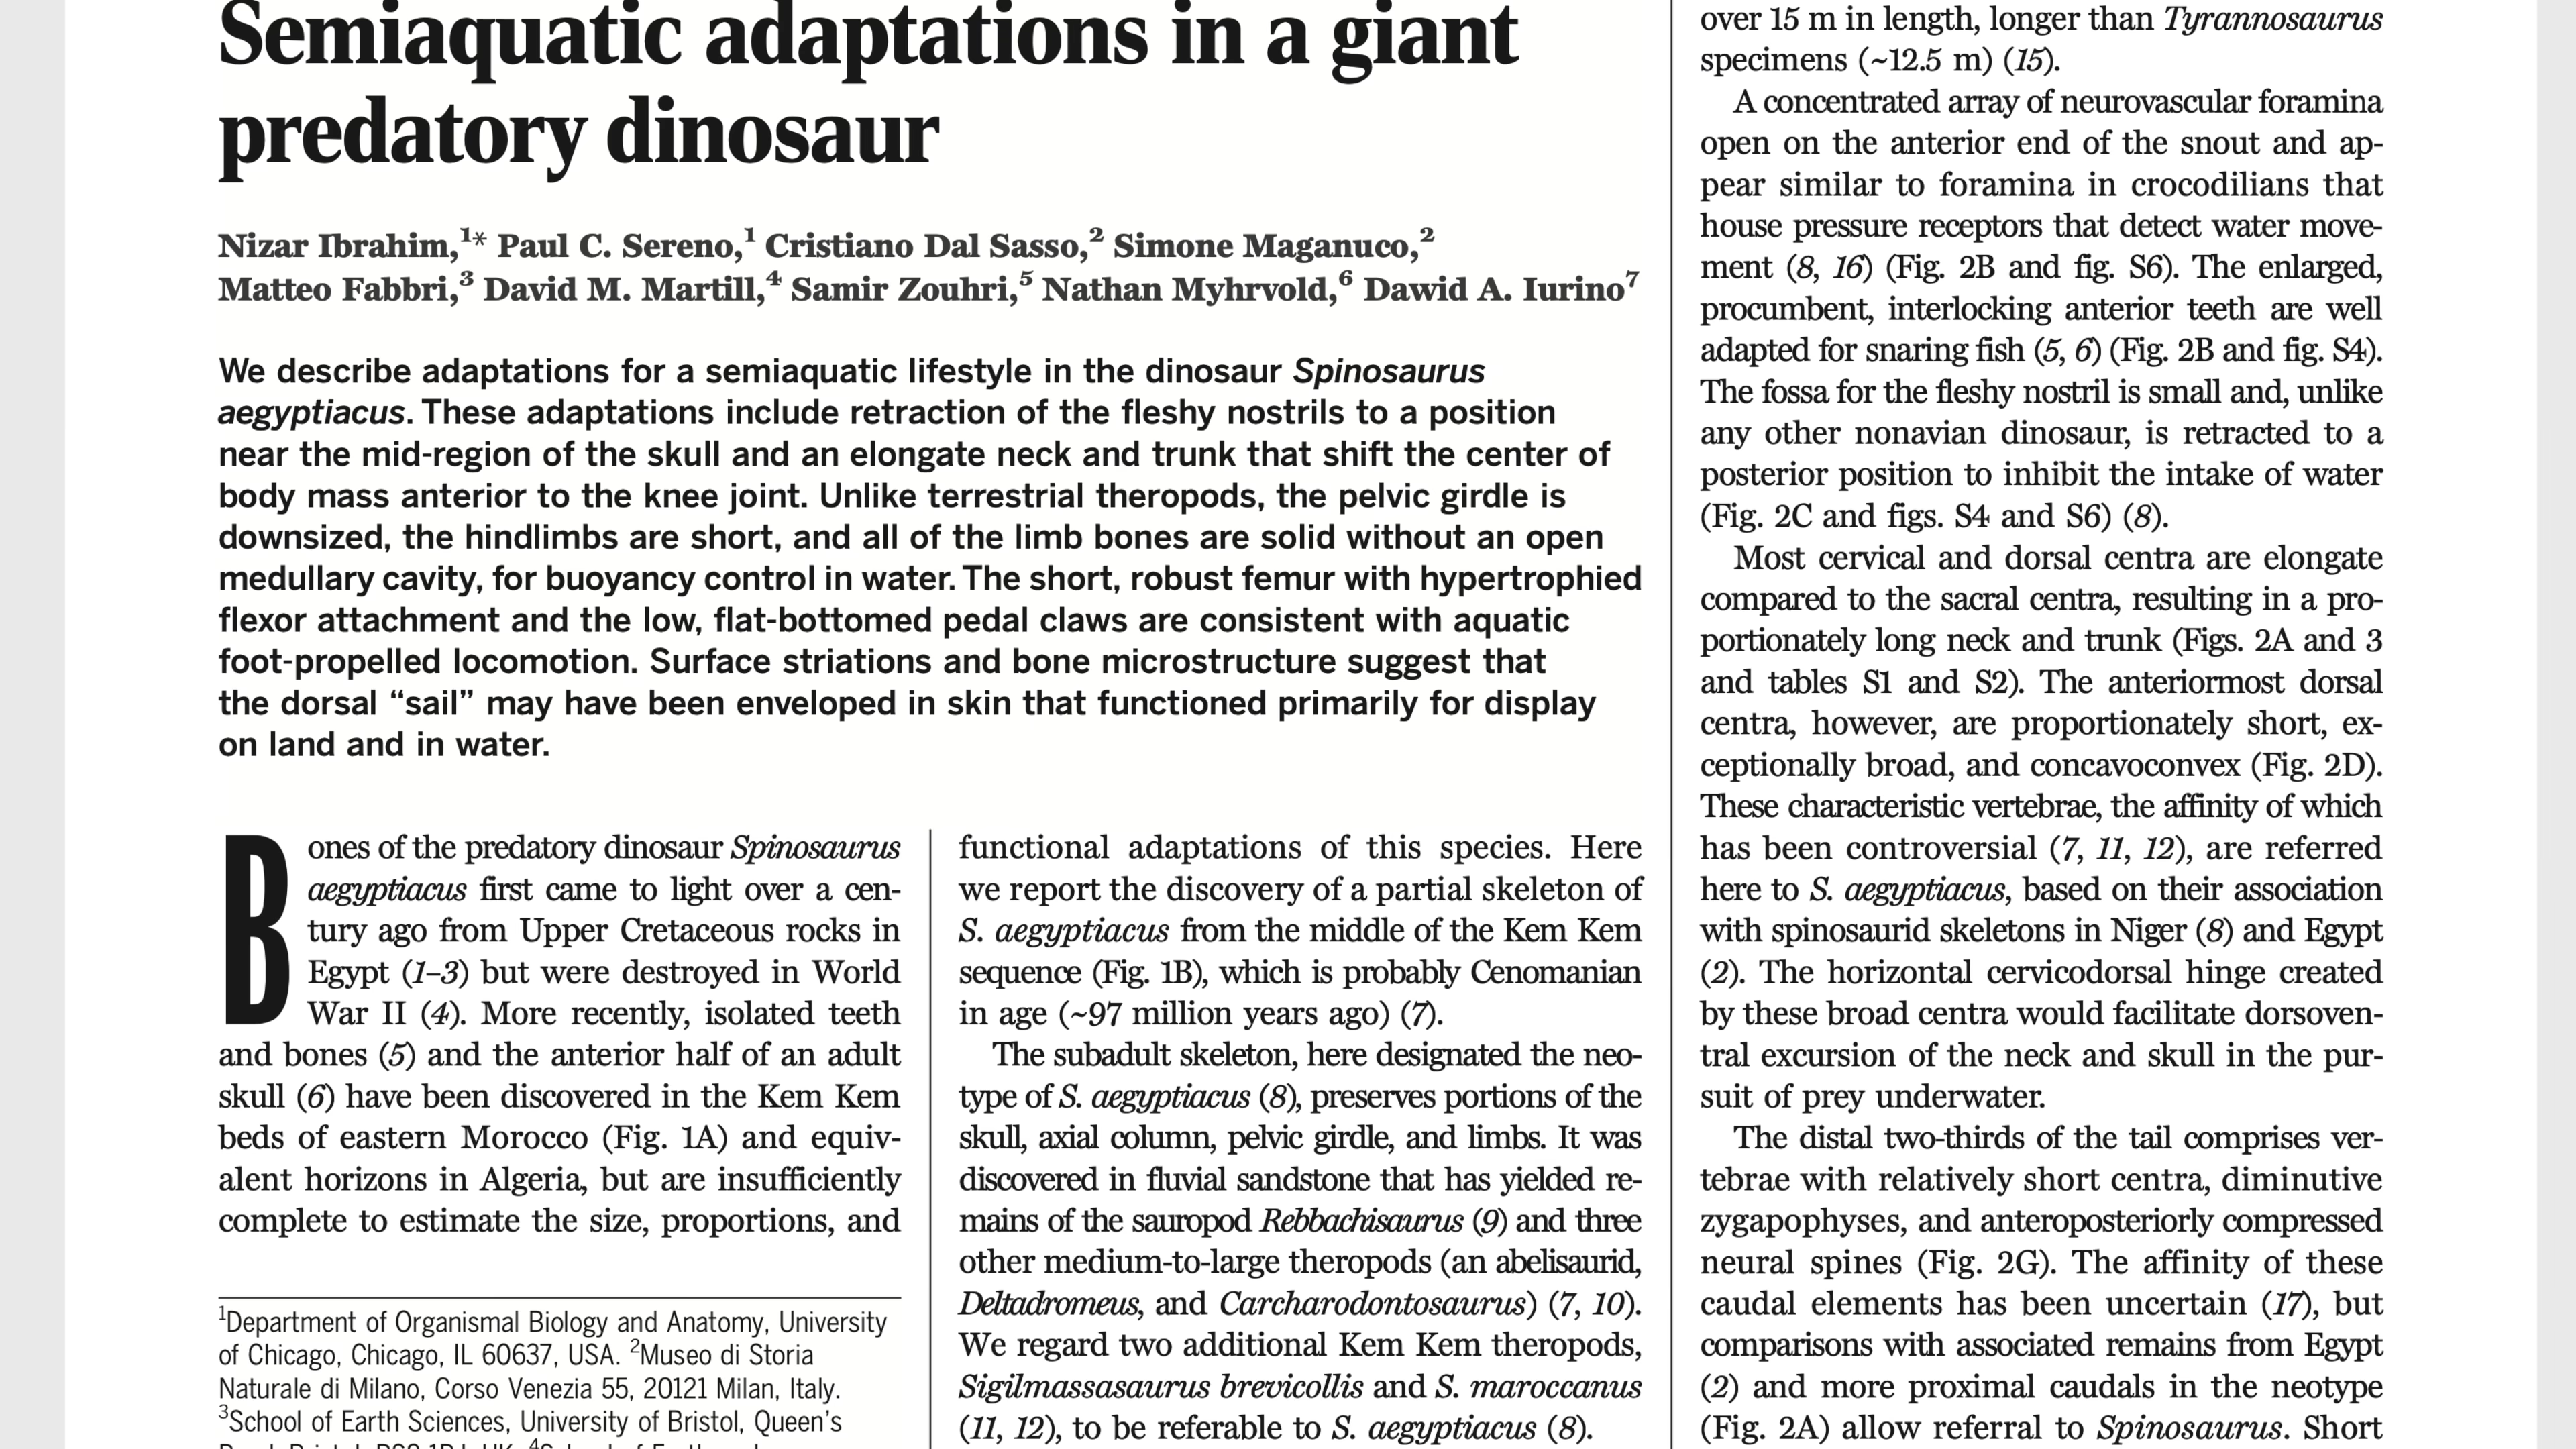 Semiaquatic adaptations in a giant
predatory dinosaur
Nizar Ibrahim,1* Paul C. Sereno,1 Cristiano Dal Sasso,2 Simone Maganuco,2
Matteo Fabbri,3 David M. Martill,4 Samir Zouhri,5 Nathan Myhrvold,6 Dawid A. Iurino7
We describe adaptations for a semiaquatic lifestyle in the dinosaur Spinosaurus
aegyptiacus. These adaptations include retraction of the fleshy nostrils to a position
near the mid-region of the skull and an elongate neck and trunk that shift the center of
body mass anterior to the knee joint. Unlike terrestrial theropods, the pelvic girdle is
downsized, the hindlimbs are short, and all of the limb bones are solid without an open
medullary cavity, for buoyancy control in water. The short, robust femur with hypertrophied
flexor attachment and the low, flat-bottomed pedal claws are consistent with aquatic
foot-propelled locomotion. Surface striations and bone microstructure suggest that
the dorsal “sail” may have been enveloped in skin that functioned primarily for display
on land and in water.
Bones of the predatory dinosaur Spinosaurus
aegyptiacus first came to light over a cen-
tury ago from Upper Cretaceous rocks in
Egypt (1–3) but were destroyed in World
War II (4). More recently, isolated teeth
and bones (5) and the anterior half of an adult
skull (6) have been discovered in the Kem Kem
beds of eastern Morocco (Fig. 1A) and equiv-
alent horizons in Algeria, but are insufficiently
complete to estimate the size, proportions, and
1Department of Organismal Biology and Anatomy, University
of Chicago, Chicago, IL 60637, USA. 2Museo di Storia
Naturale di Milano, Corso Venezia 55, 20121 Milan, Italy.
3School of Earth Sciences, University of Bristol, Queen's
functional adaptations of this species. Here
we report the discovery of a partial skeleton of
S. aegyptiacus from the middle of the Kem Kem
sequence (Fig. 1B), which is probably Cenomanian
in age (~97 million years ago) (7).
The subadult skeleton, here designated the neo-
type of S. aegyptiacus (8), preserves portions of the
skull, axial column, pelvic girdle, and limbs. It was
discovered in fluvial sandstone that has yielded re-
mains of the sauropod Rebbachisaurus (9) and three
other medium-to-large theropods (an abelisaurid,
Deltadromeus, and Carcharodontosaurus) (7, 10).
We regard two additional Kem Kem theropods,
Sigilmassasaurus brevicollis and S. maroccanus
(11, 12), to be referable to S. aegyptiacus (8).
over 15 m in length, longer than Tyrannosaurus
specimens (~12.5 m) (15).
A concentrated array of neurovascular foramina
open on the anterior end of the snout and ap-
pear similar to foramina in crocodilians that
house pressure receptors that detect water move-
ment (8, 16) (Fig. 2B and fig. S6). The enlarged,
procumbent, interlocking anterior teeth are well
adapted for snaring fish (5, 6) (Fig. 2B and fig. S4).
The fossa for the fleshy nostril is small and, unlike
any other nonavian dinosaur, is retracted to a
posterior position to inhibit the intake of water
(Fig. 2C and figs. S4 and S6) (8).
Most cervical and dorsal centra are elongate
compared to the sacral centra, resulting in a pro-
portionately long neck and trunk (Figs. 2A and 3
and tables S1 and S2). The anteriormost dorsal
centra, however, are proportionately short, ex-
ceptionally broad, and concavoconvex (Fig. 2D).
These characteristic vertebrae, the affinity of which
has been controversial (7, 11, 12), are referred
here to S. aegyptiacus, based on their association
with spinosaurid skeletons in Niger (8) and Egypt
(2). The horizontal cervicodorsal hinge created
by these broad centra would facilitate dorsoven-
tral excursion of the neck and skull in the pur-
suit of prey underwater.
The distal two-thirds of the tail comprises ver-
tebrae with relatively short centra, diminutive
zygapophyses, and anteroposteriorly compressed
neural spines (Fig. 2G). The affinity of these
caudal elements has been uncertain (17), but
comparisons with associated remains from Egypt
(2) and more proximal caudals in the neotype
(Fig. 2A) allow referral to Spinosaurus. Short